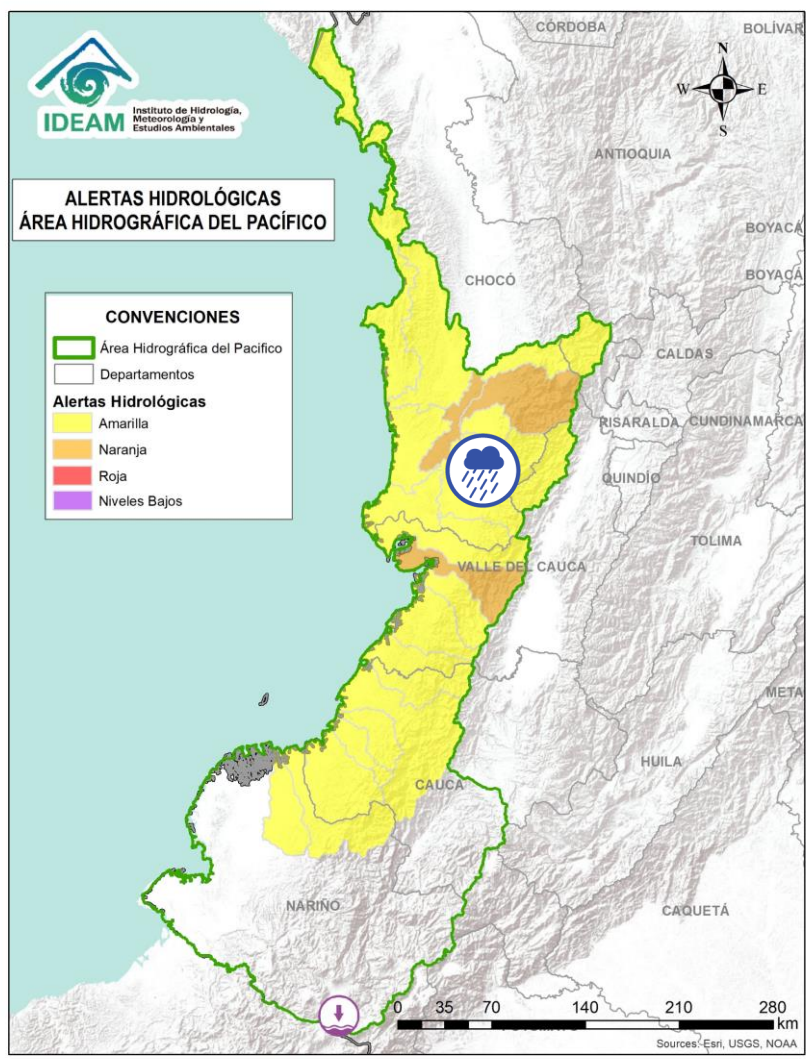 CÓRDOBA
BOLÍVAR
IDEAM
Instituto de Hidrología,
Meteorología y
Estudios Ambientales
N
W
E
S
ANTIOQUIA
ALERTAS HIDROLÓGICAS
ÁREA HIDROGRÁFICA DEL PACÍFICO
BOYACÁ
BOYACÁ
CHOCÓ
CONVENCIONES
Área Hidrográfica del Pacifico
Departamentos
Alertas Hidrológicas
Amarilla
Naranja
Roja
Niveles Bajos
CALDAS
RISARALDA
CUNDINAMARCA
QUINDÍO
TOLIMA
VALLE DEL CAUCA
META
HUILA
CAUCA
NARIÑO
CAQUETÁ
0 35 70 140 210 280
km
Sources: Esri, USGS, NOAA